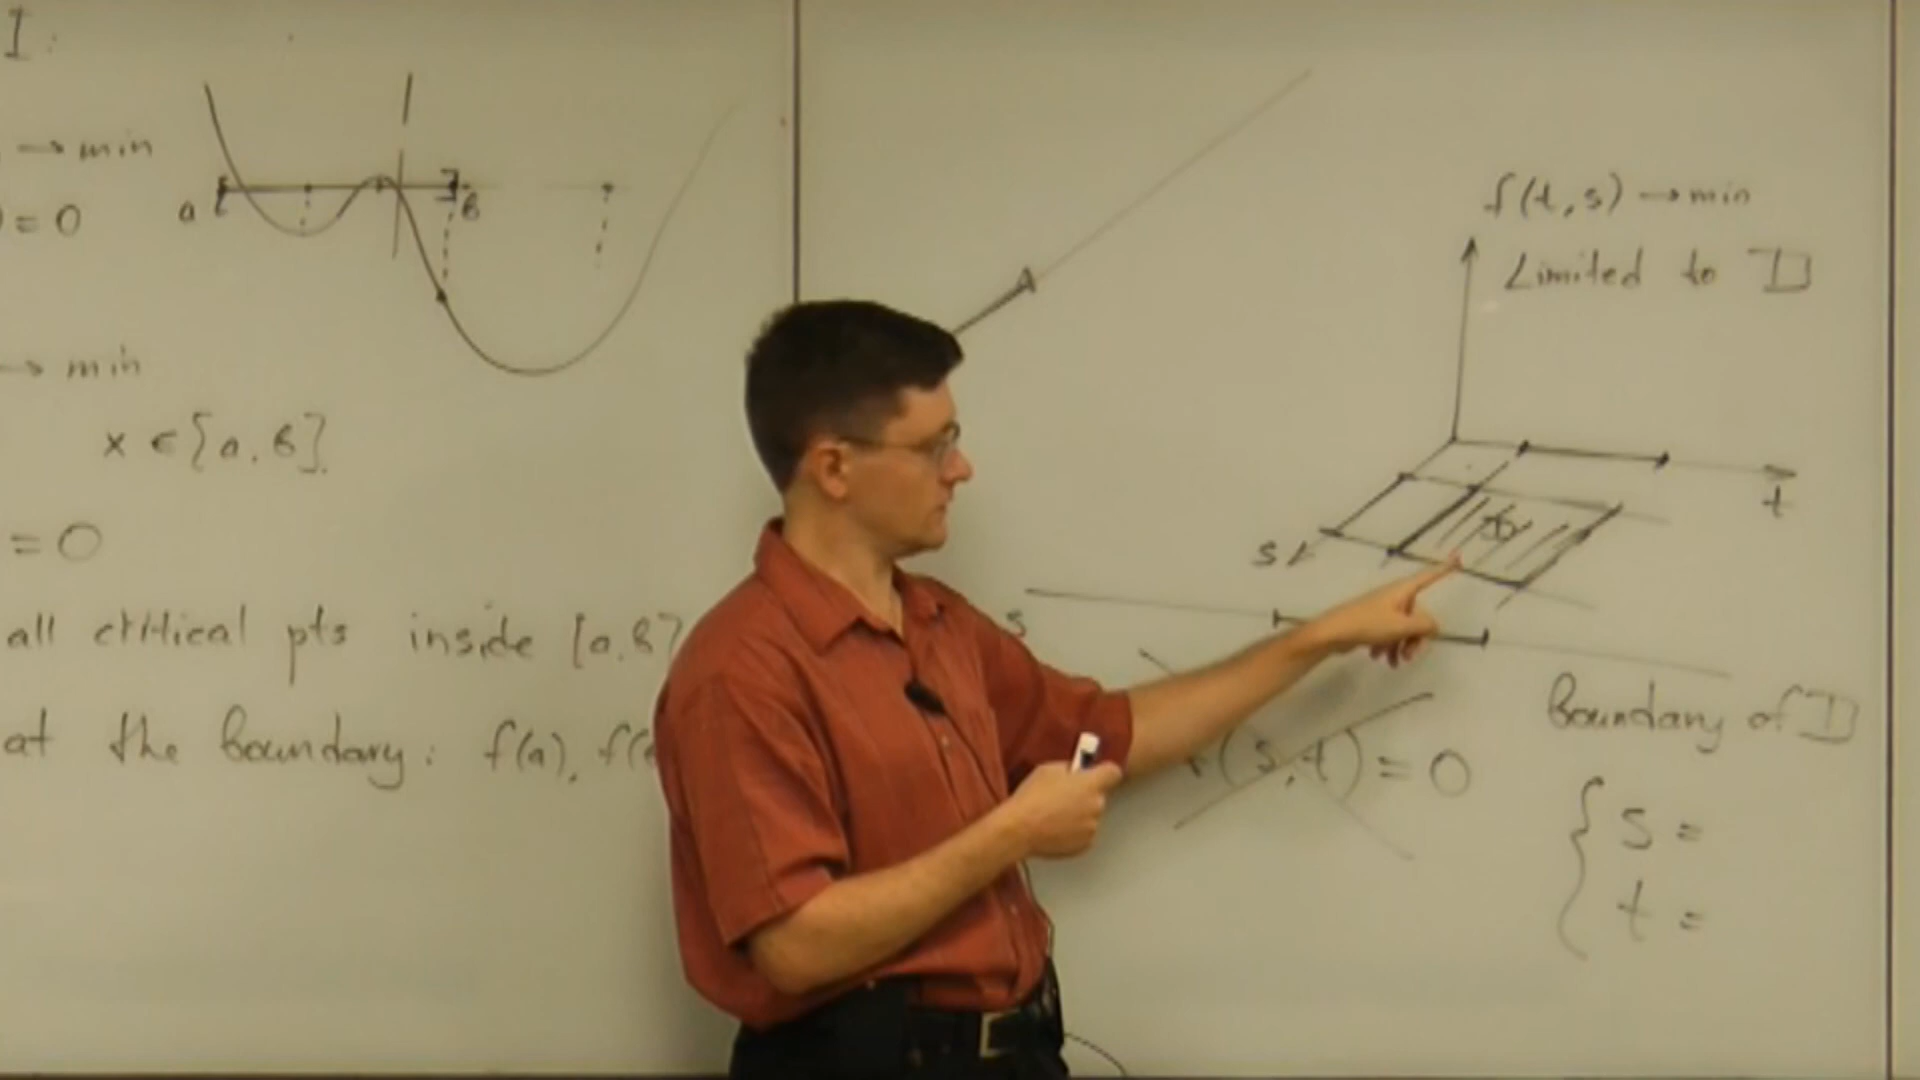 I:
→ min
) = 0
a
в
→ min
x ∈ [a, в]
= 0
all critical pts inside [a, в]
at the boundary: f(a), f(
A
f(t, s) → min
Limited to D
t
s
D
s
(s, t) = 0
Boundary of D
{ s =
t =